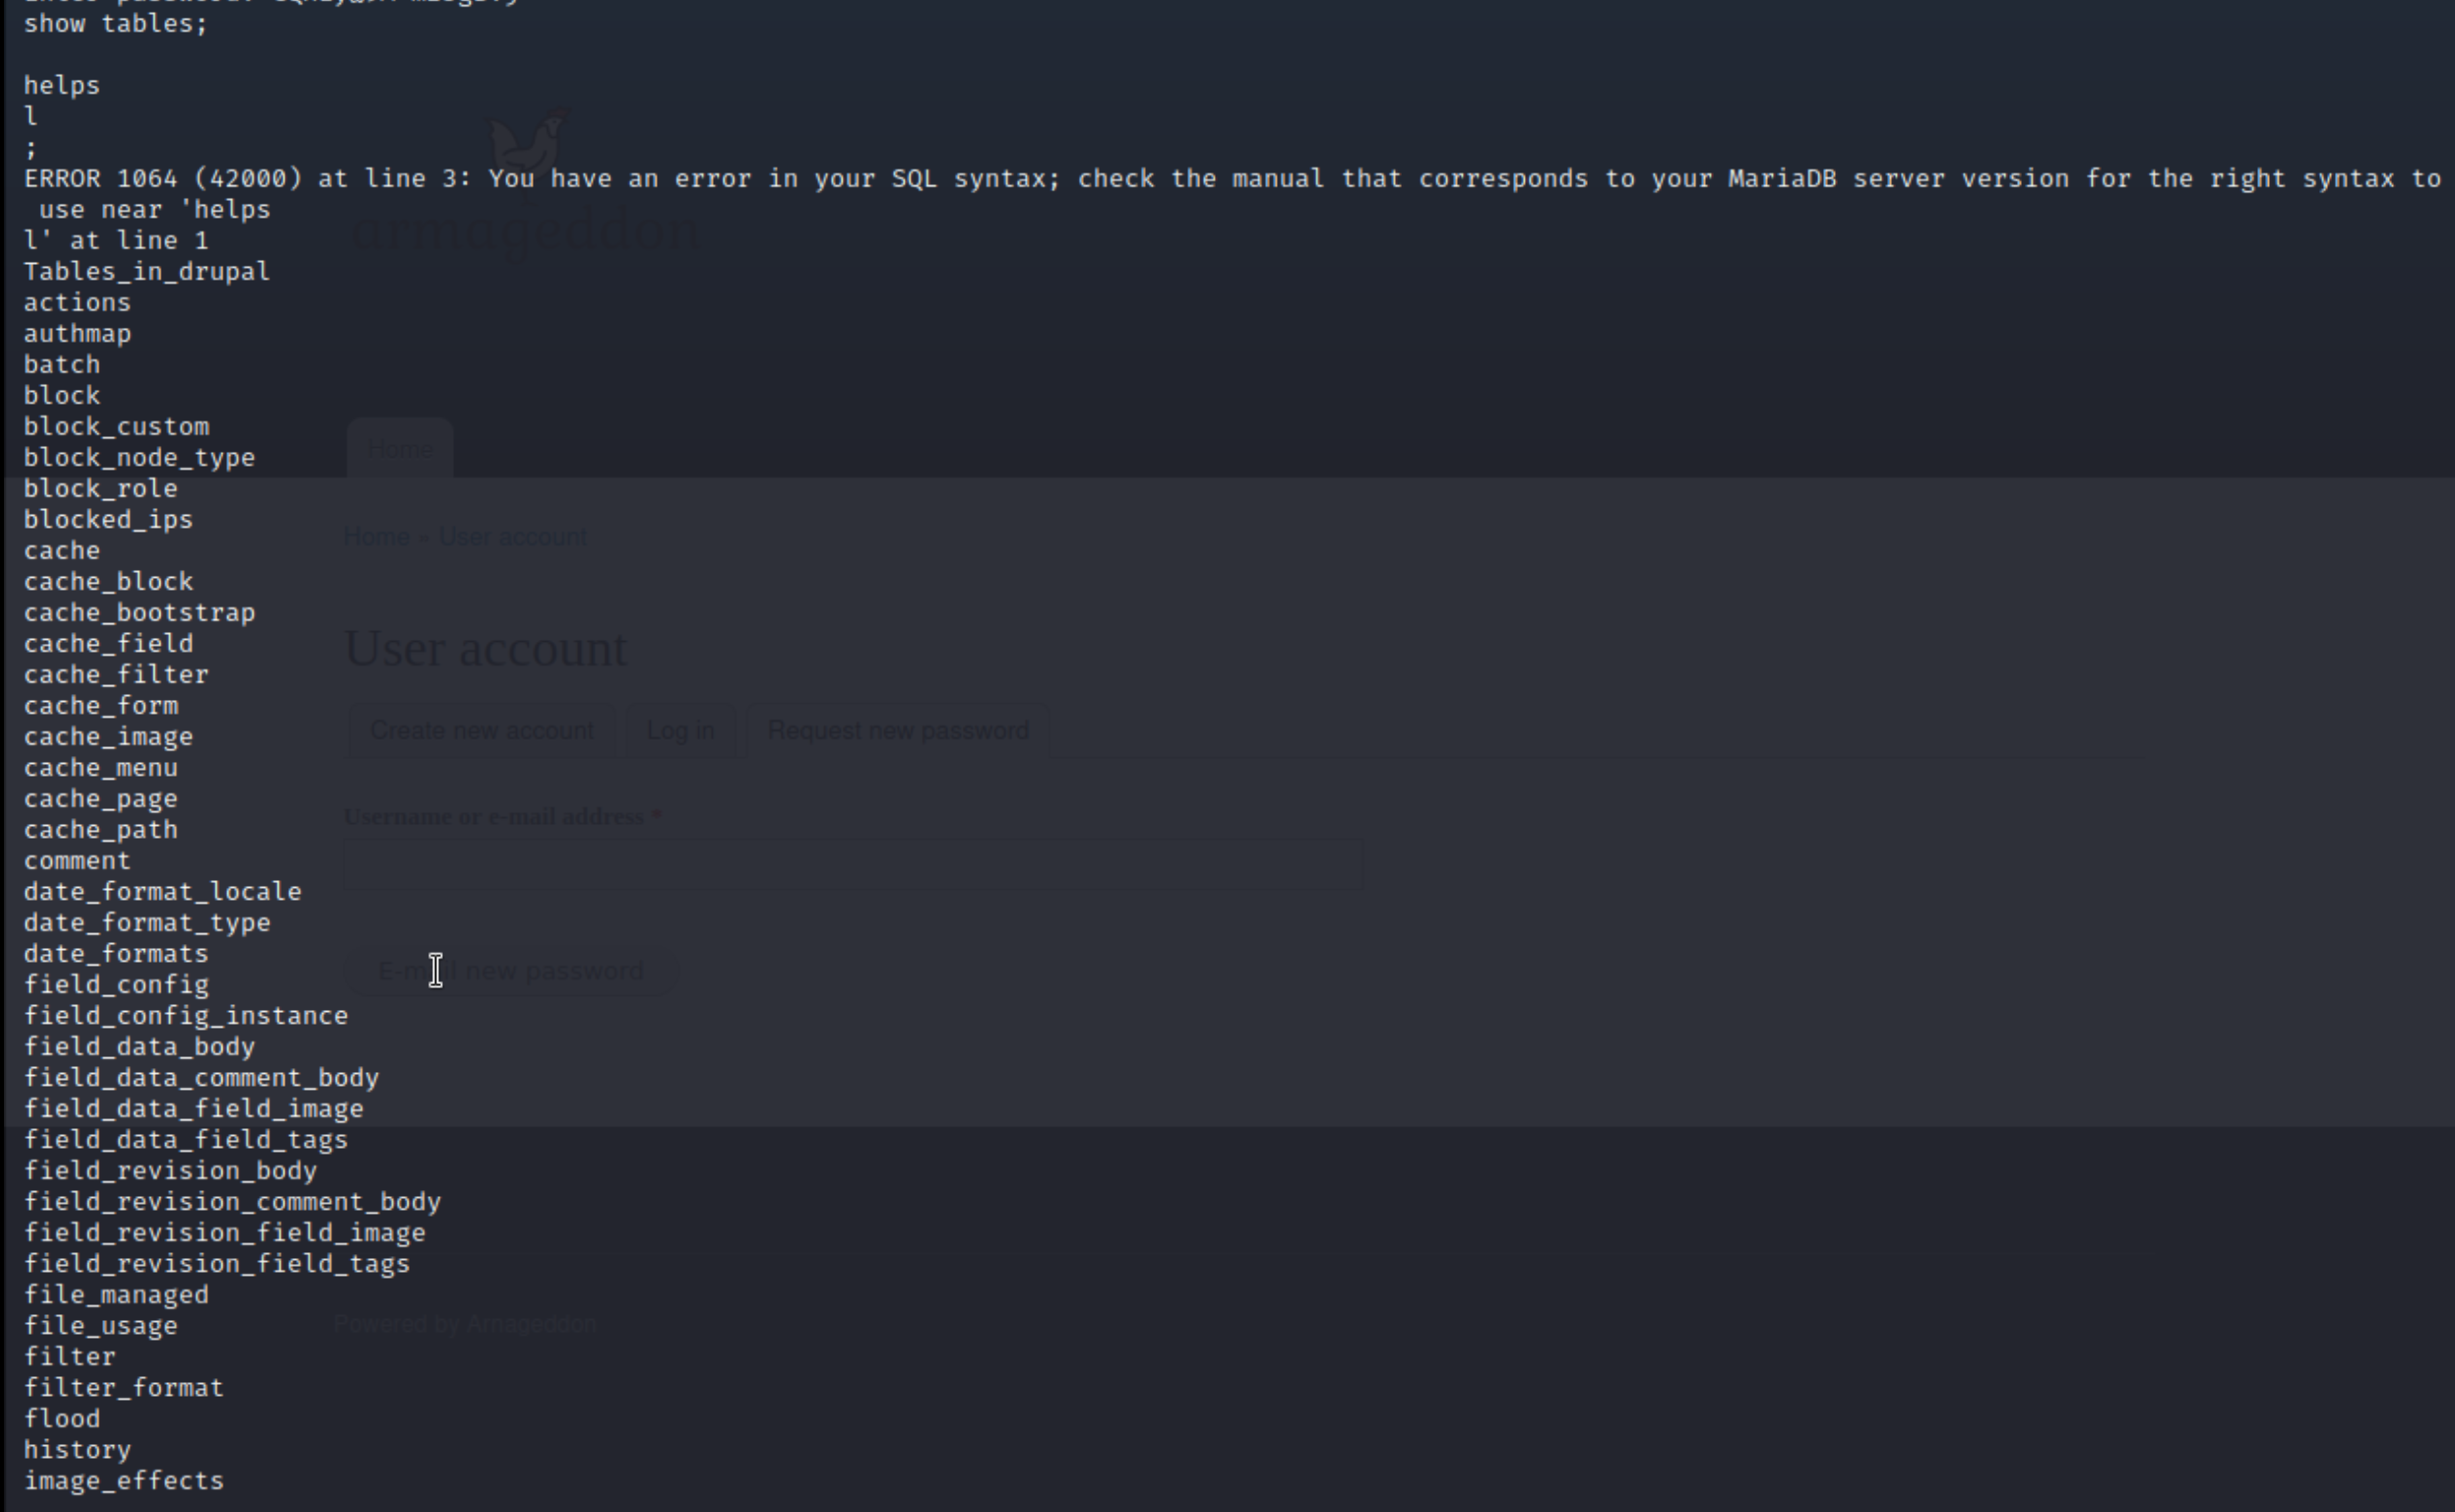 show tables;
helps
l
;
ERROR 1064 (42000) at line 3: You have an error in your SQL syntax; check the manual that corresponds to your MariaDB server version for the right syntax to
use near 'helps
l' at line 1
armageddon
Tables_in_drupal
actions
authmap
batch
block
block_custom
block_node_type
Home
block_role
blocked_ips
Home » User account
cache
cache_block
cache_bootstrap
cache_field
User account
cache_filter
cache_form
cache_image
Create new account
Log in
Request new password
cache_menu
cache_page
cache_path
Username or e-mail address *
comment
date_format_locale
date_format_type
date_formats
E-mail new password
field_config
field_config_instance
field_data_body
field_data_comment_body
field_data_field_image
field_data_field_tags
field_revision_body
field_revision_comment_body
field_revision_field_image
field_revision_field_tags
file_managed
file_usage
Powered by Arnageddon
filter
filter_format
flood
history
image_effects